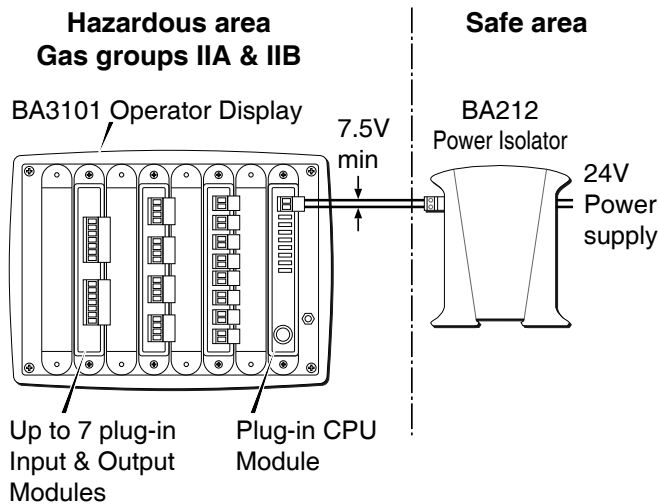 Hazardous area
Gas groups IIA & IIB
Safe area
BA3101 Operator Display
7.5V
min
BA212
Power Isolator
24V
Power
supply
Up to 7 plug-in
Input & Output
Modules
Plug-in CPU
Module